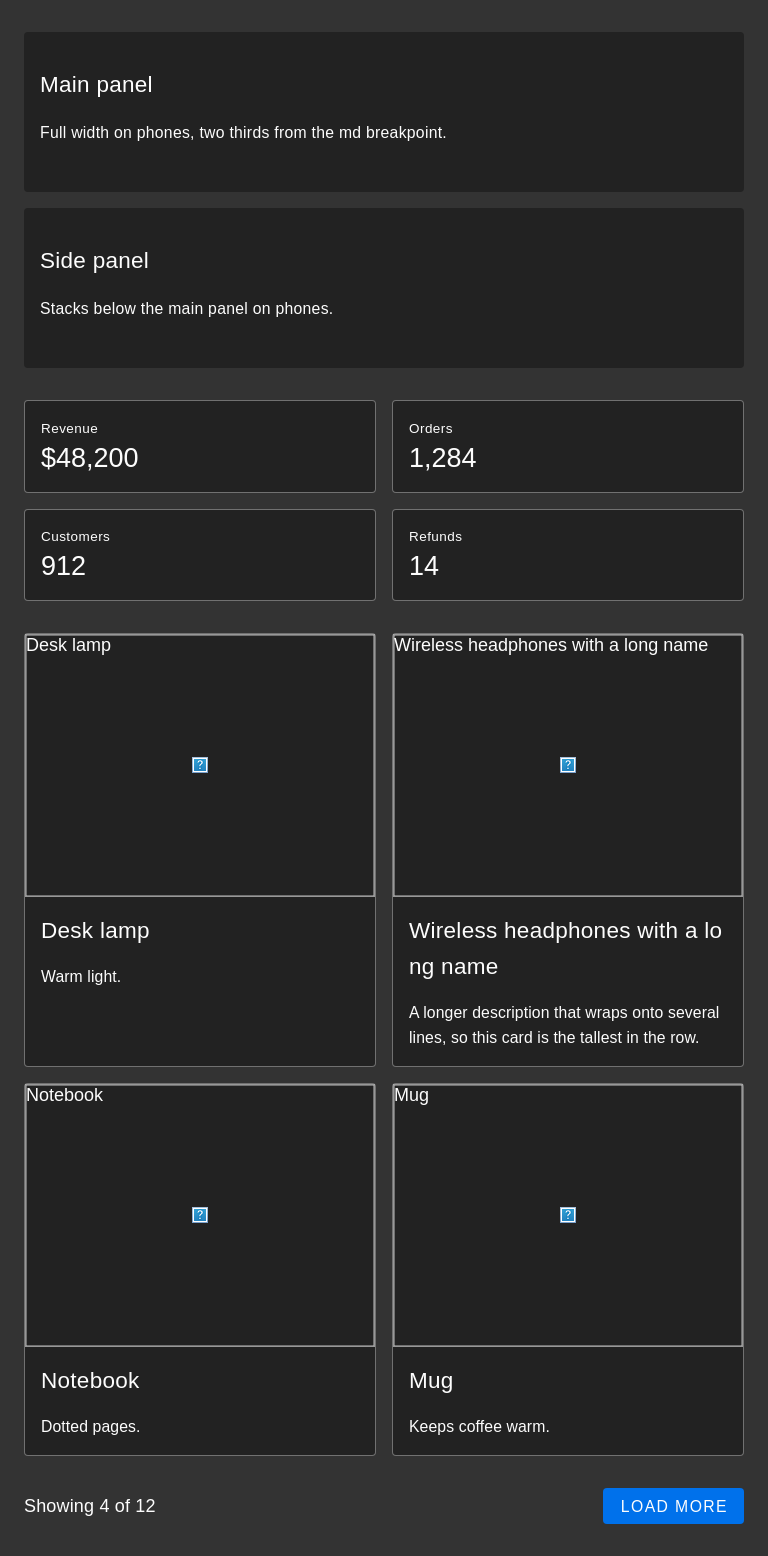 Main panel
Full width on phones, two thirds from the md breakpoint.
Side panel
Stacks below the main panel on phones.
Revenue
$48,200
Orders
1,284
Customers
912
Refunds
14
Desk lamp
Desk lamp
Warm light.
Wireless headphones with a long name
Wireless headphones with a lo
ng name
A longer description that wraps onto several
lines, so this card is the tallest in the row.
Notebook
Notebook
Dotted pages.
Mug
Mug
Keeps coffee warm.
Showing 4 of 12
LOAD MORE